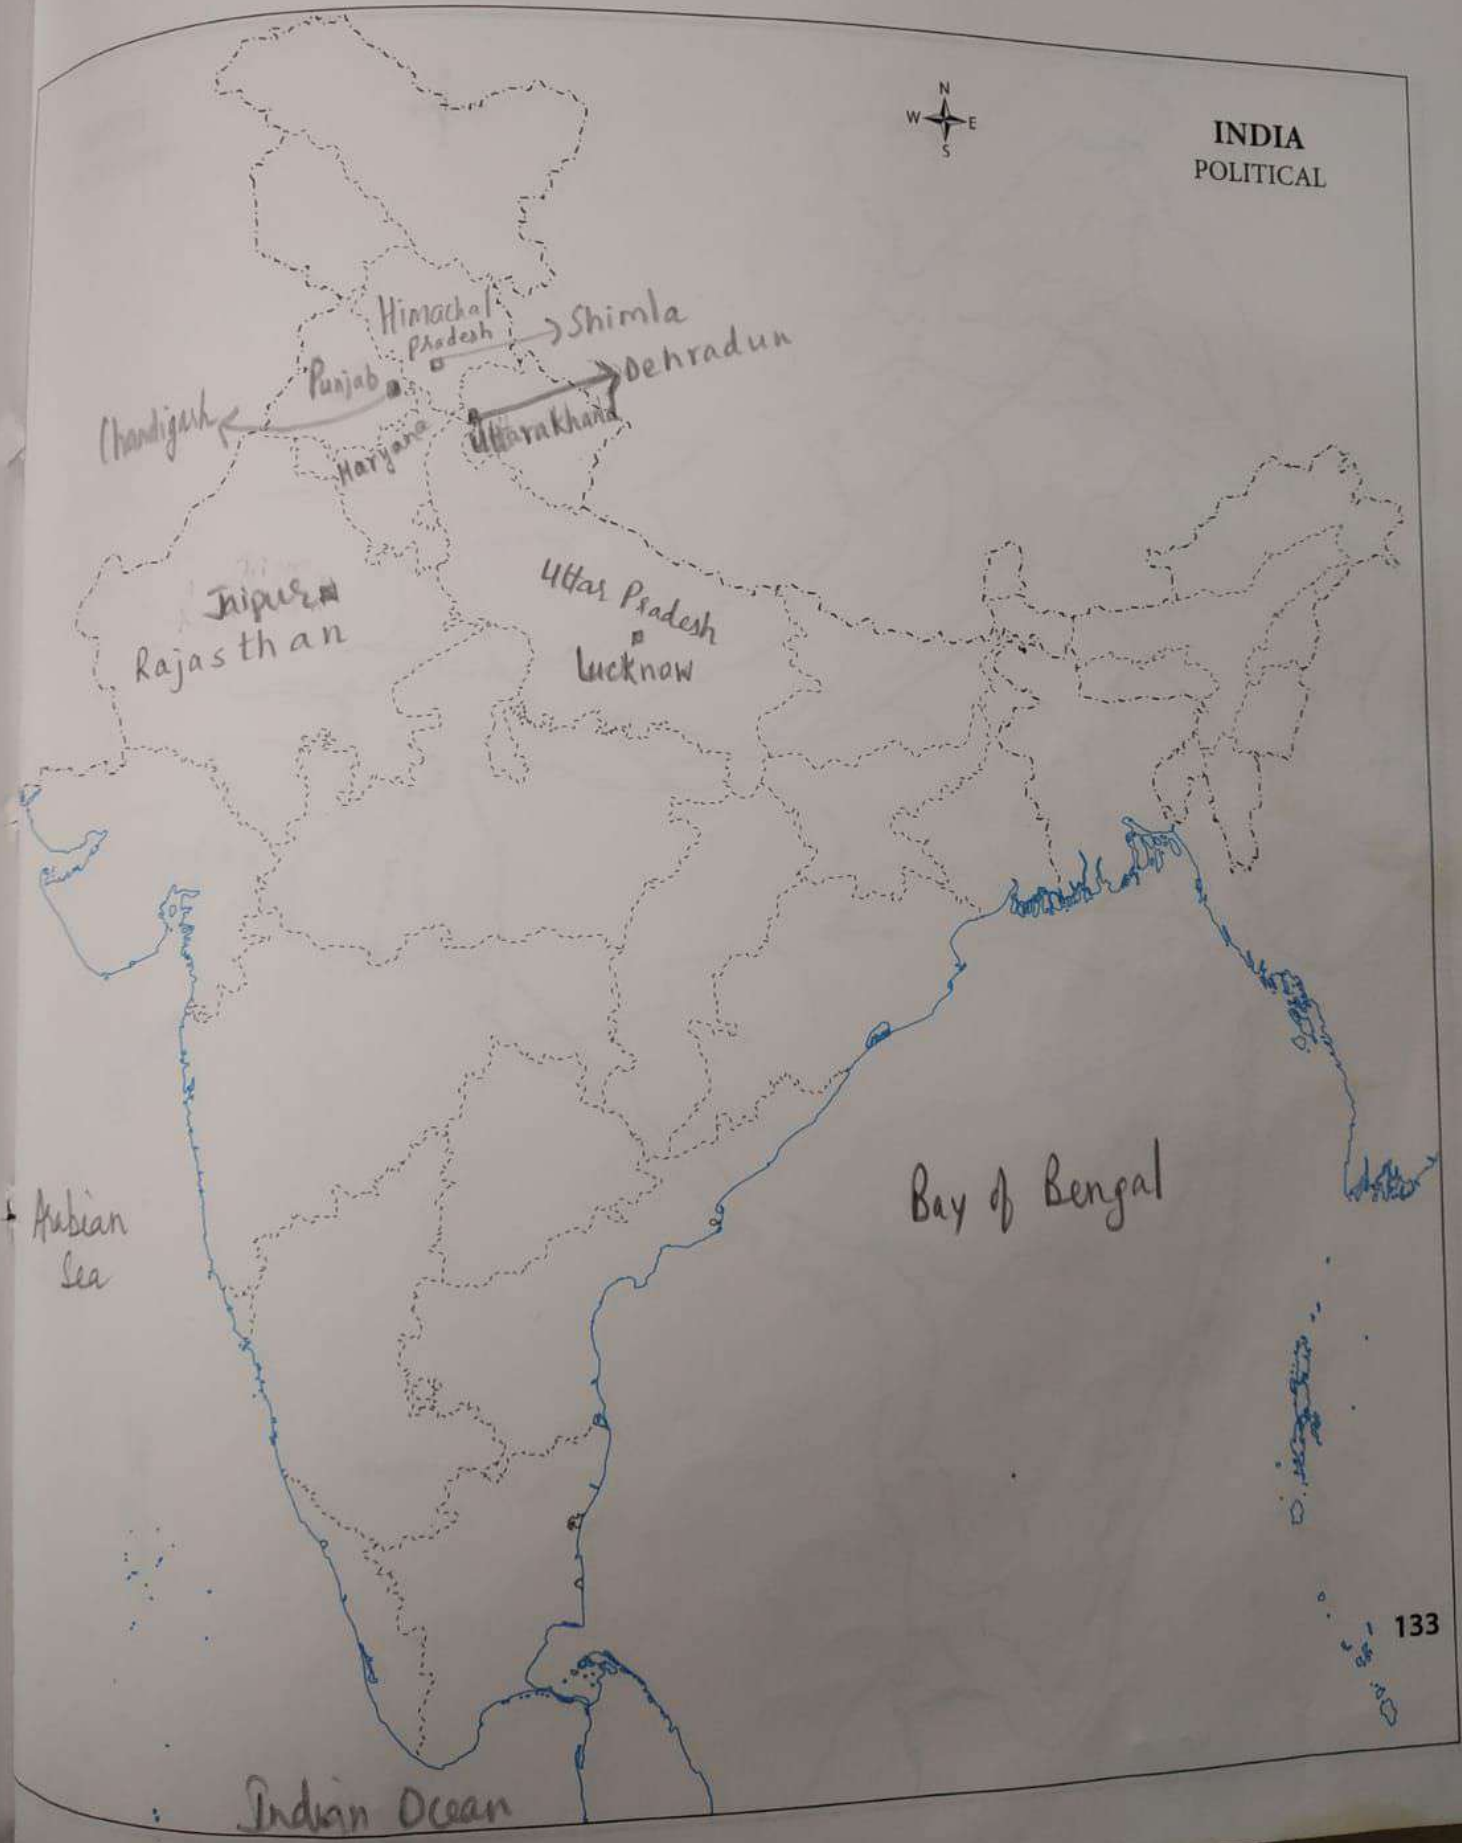 N
W E
S
INDIA
POLITICAL
Himachal
Pradesh
Shimla
Dehradun
Punjab
Chandigarh
Haryana
Uttarakhand
Jaipur
Rajasthan
Uttar Pradesh
Lucknow
Arabian
Sea
Bay of Bengal
133
Indian Ocean